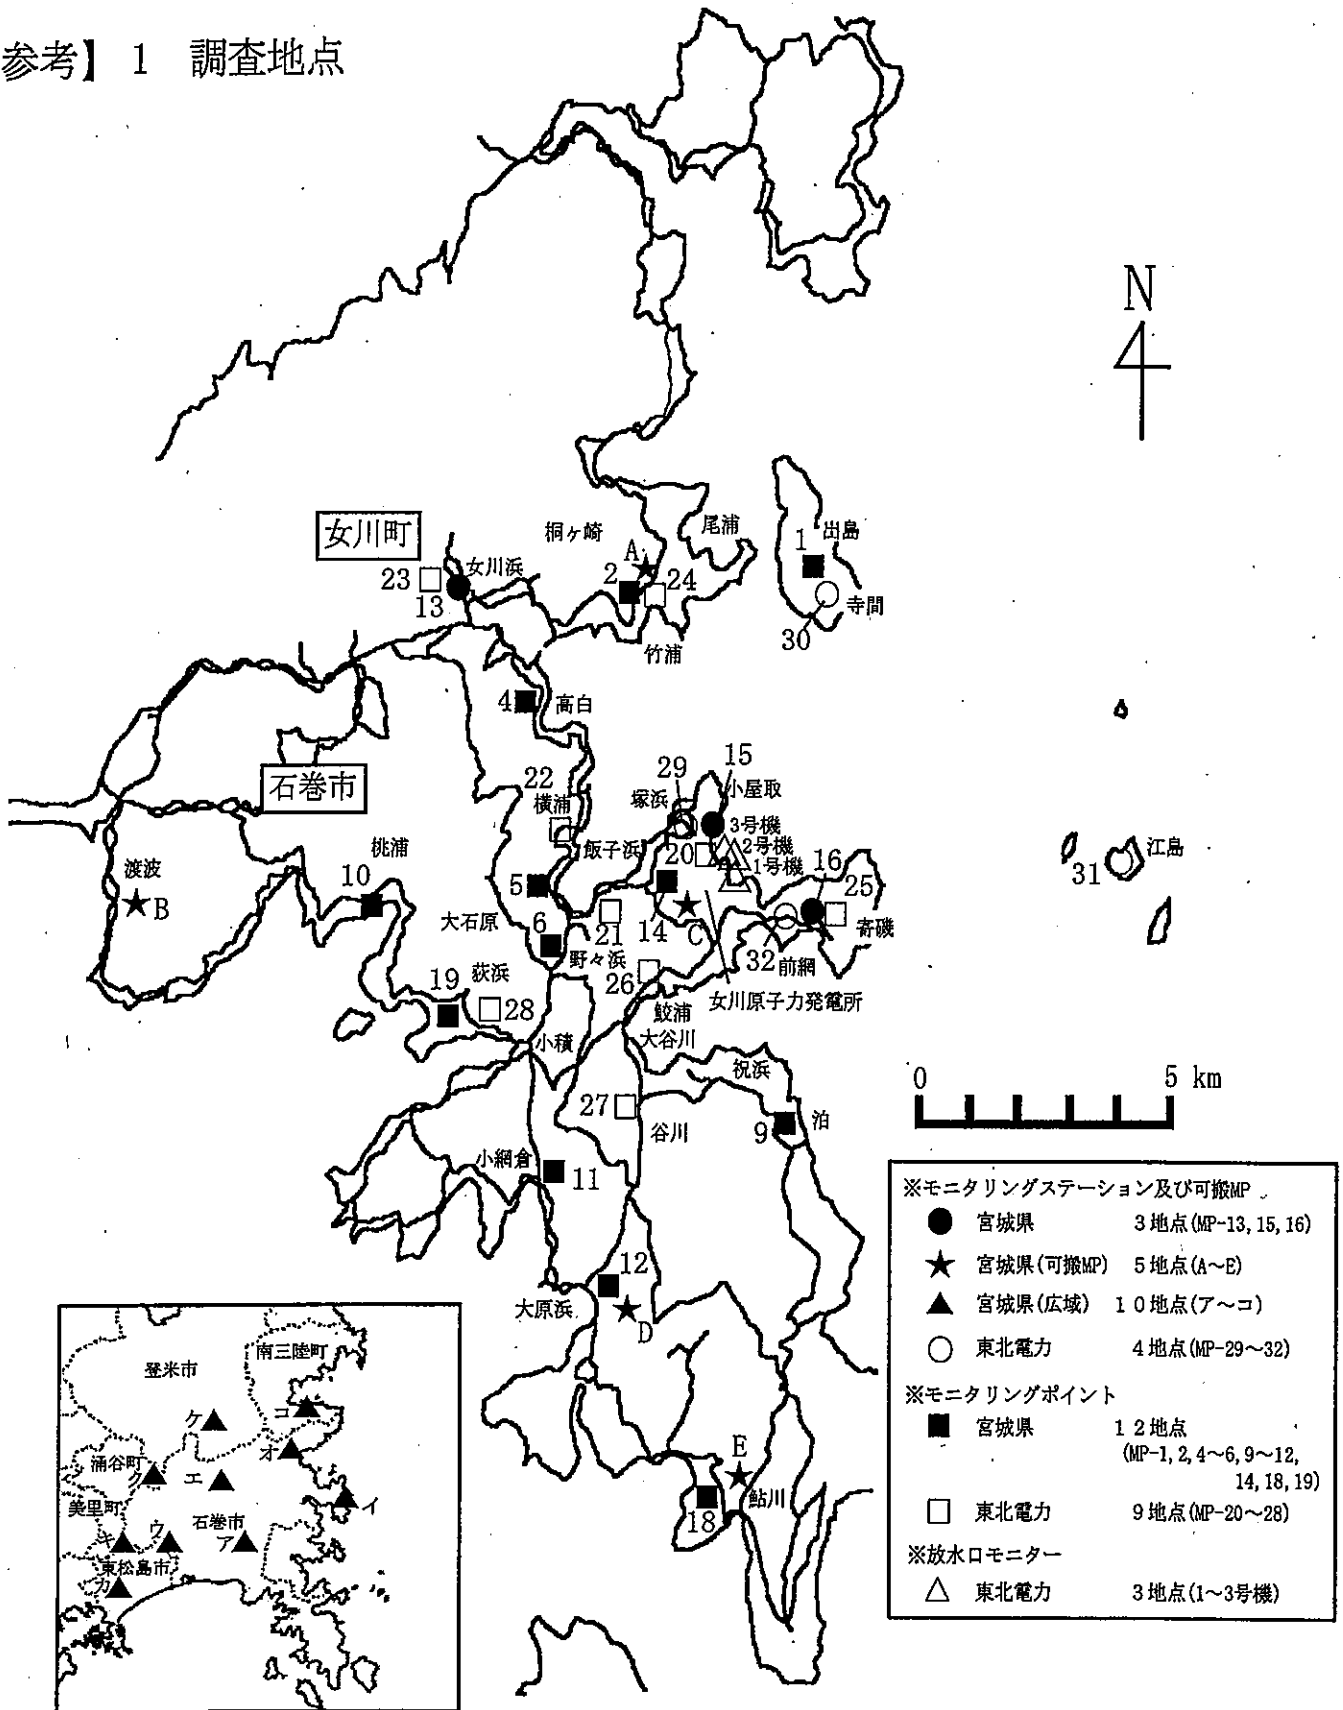 参考】 1 調査地点
N
女川町
桐ヶ崎
尾浦
A
1 出島
女川浜
23
2
24
13
寺間
30
竹浦
4
高白
石巻市
22
横浦
29
15
塚浜
小屋取
3号機
2号機
1号機
飯子浜
20
16
25
江島
31
桃浦
渡波
10
B
5
大石原
6
21
14
C
寄磯
野々浜
32
前網
26
荻浜
19
28
女川原子力発電所
鮫浦
大谷川
小積
祝浜
0 5 km
27
谷川
9
泊
小網倉
11
12
大原浜
D
E
鮎川
18
※モニタリングステーション及び可搬MP
● 宮城県 3地点(MP-13,15,16)
★ 宮城県(可搬MP) 5地点(A~E)
▲ 宮城県(広域) 10地点(ア~コ)
○ 東北電力 4地点(MP-29~32)
※モニタリングポイント
■ 宮城県 12地点
(MP-1,2,4~6,9~12,
14,18,19)
□ 東北電力 9地点(MP-20~28)
※放水口モニター
△ 東北電力 3地点(1~3号機)
南三陸町
登米市
ケ
コ
オ
涌谷町
ク
エ
美里町
イ
石巻市
キ
ウ
ア
東松島市
カ